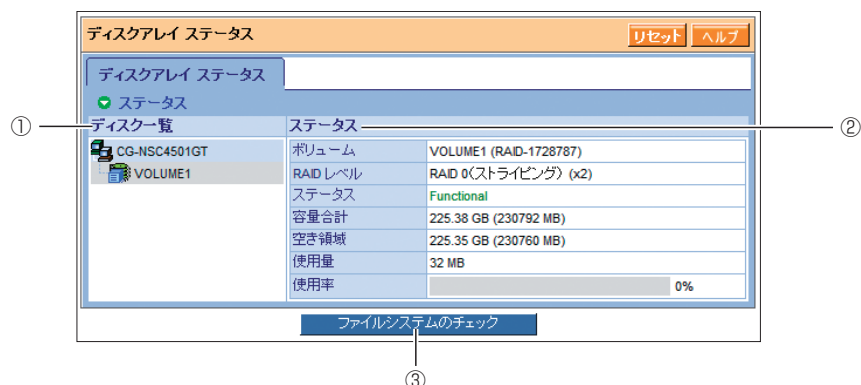 ディスクアレイ ステータス
リセット ヘルプ
ディスクアレイ ステータス
ステータス
① ディスク一覧 ステータス ②
CG-NSC4501GT
VOLUME1
ボリューム VOLUME1 (RAID-1728787)
RAID レベル RAID 0(ストライピング) (x2)
ステータス Functional
容量合計 225.38 GB (230792 MB)
空き領域 225.35 GB (230760 MB)
使用量 32 MB
使用率 0%
ファイルシステムのチェック
③